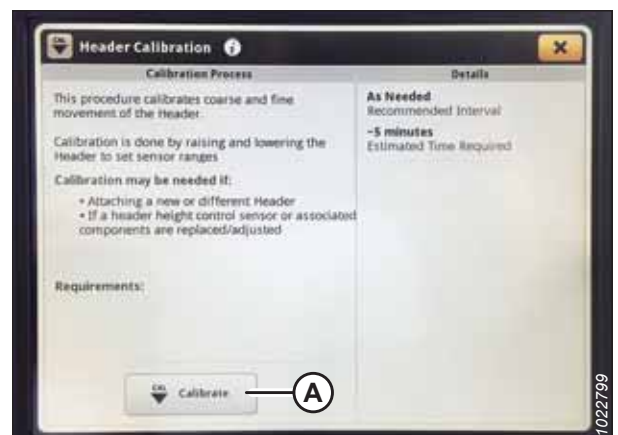 CAL
Header Calibration i
Calibration Process
This procedure calibrates coarse and fine
movement of the Header.
Calibration is done by raising and lowering the
Header to set sensor ranges
Calibration may be needed if:
• Attaching a new or different Header
• If a header height control sensor or associated
components are replaced/adjusted
Requirements:
CAL Calibrate
A
Details
As Needed
Recommended Interval
~5 minutes
Estimated Time Required
1022799